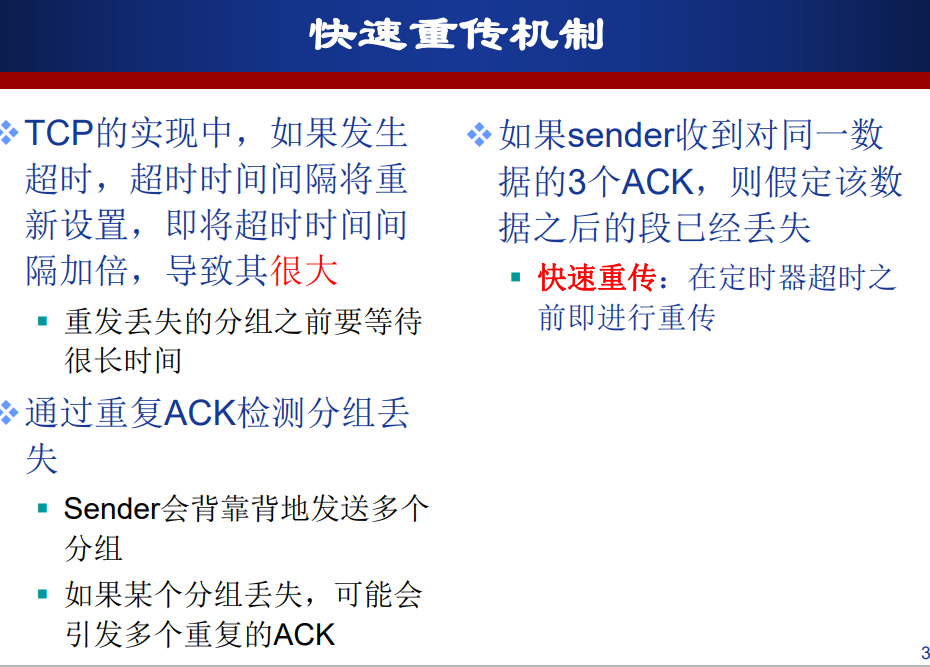 快速重传机制
TCP的实现中，如果发生
超时，超时时间间隔将重
新设置，即将超时时间间
隔加倍，导致其很大
重发丢失的分组之前要等待
很长时间
通过重复ACK检测分组丢
失
Sender会背靠背地发送多个
分组
如果某个分组丢失，可能会
引发多个重复的ACK
如果sender收到对同一数
据的3个ACK，则假定该数
据之后的段已经丢失
快速重传：在定时器超时之
前即进行重传
3